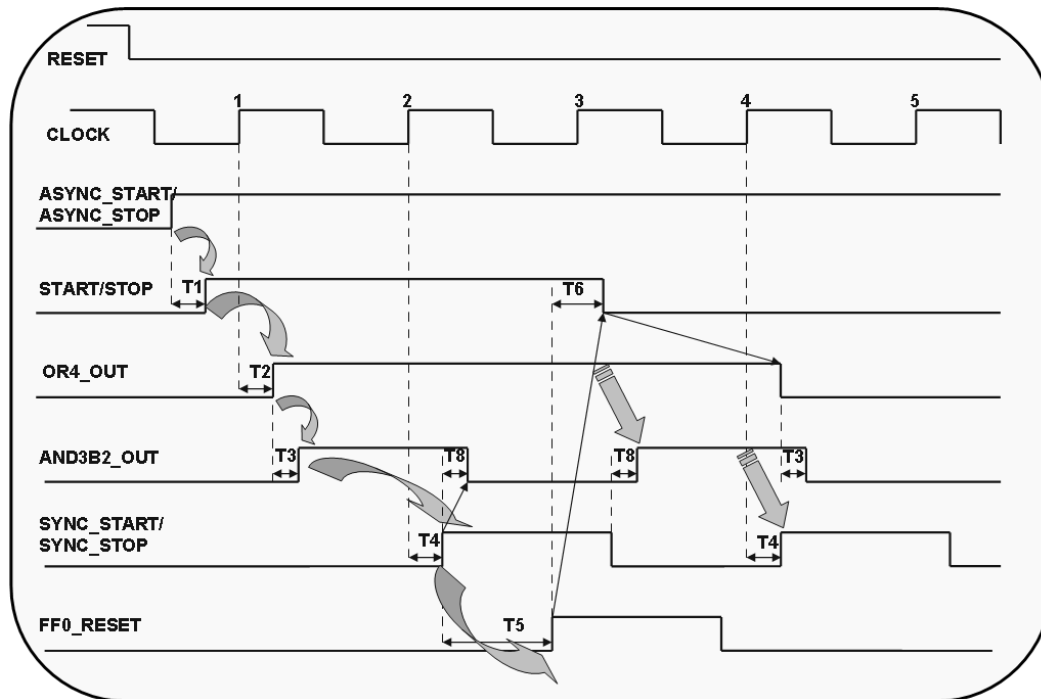 RESET
1 2 3 4 5
CLOCK
ASYNC_START/
ASYNC_STOP
T1 T6
START/STOP
T2
OR4_OUT
T3 T8 T8 T3
AND3B2_OUT
SYNC_START/
SYNC_STOP
T4 T4
T5
FF0_RESET